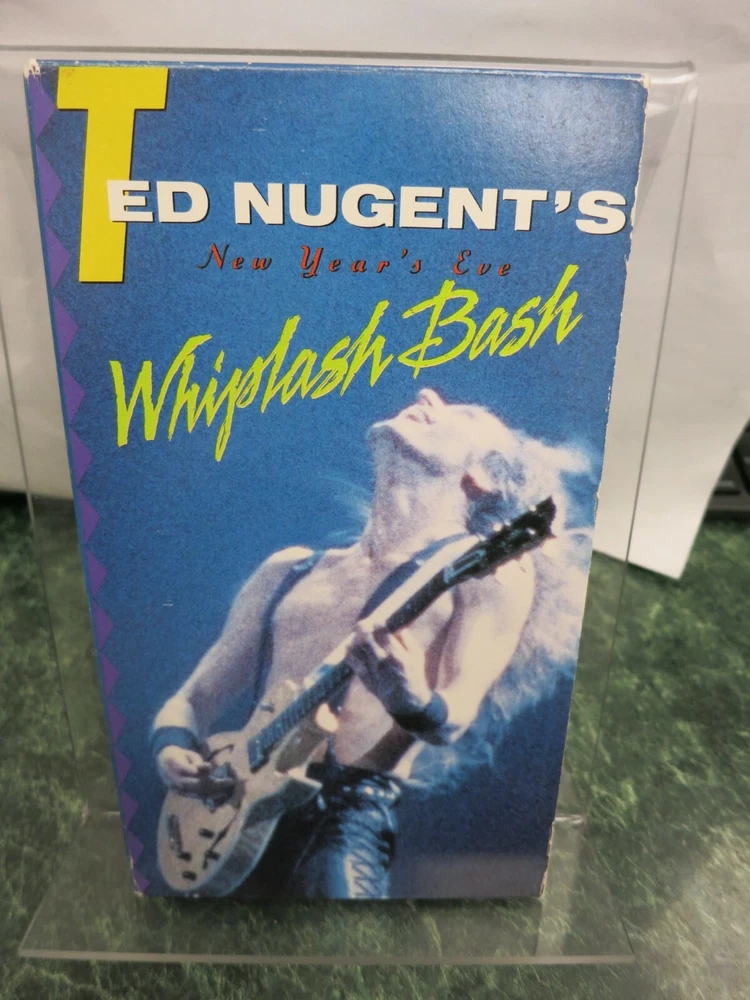 TED NUGENT'S
New Year's Eve
Whiplash Bash